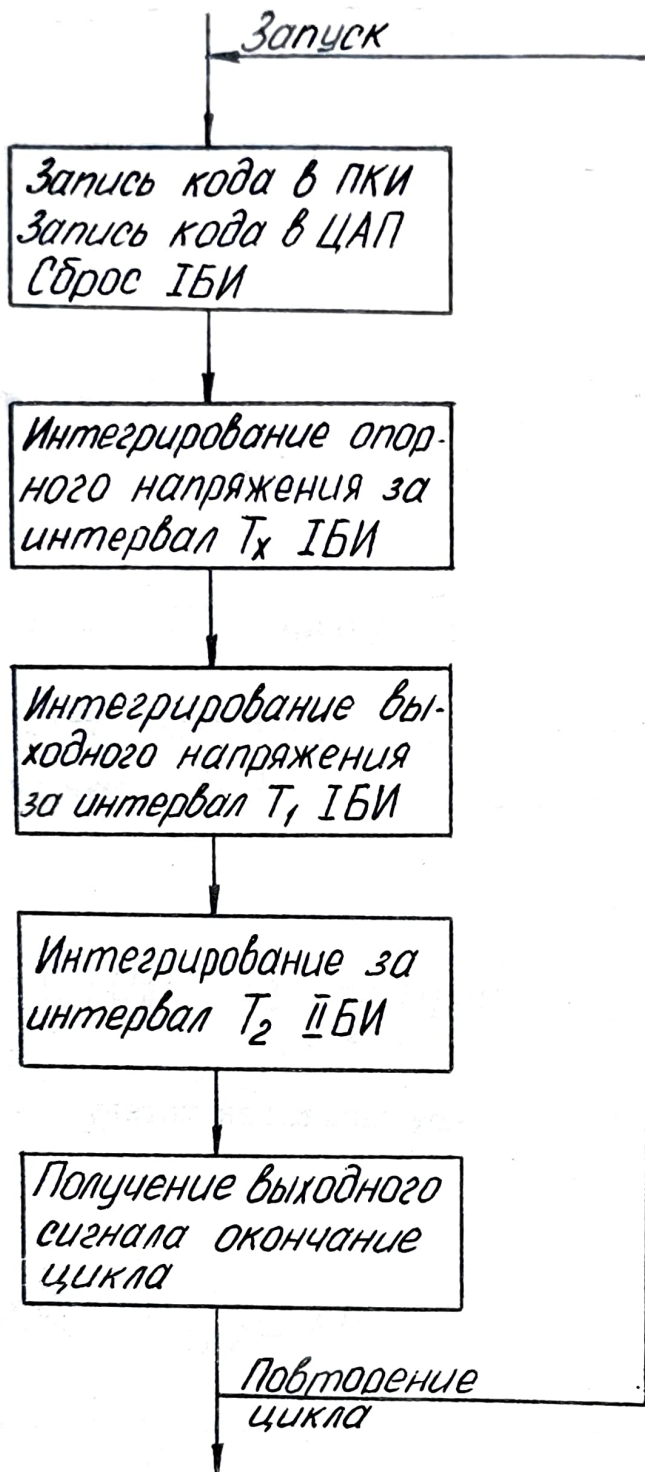 Запуск
Запись кода в ПКИ
Запись кода в ЦАП
Сброс IБИ
Интегрирование опор-
ного напряжения за
интервал Tx IБИ
Интегрирование вы-
ходного напряжения
за интервал T1 IБИ
Интегрирование за
интервал T2 IIБИ
Получение выходного
сигнала окончание
цикла
Повторение
цикла